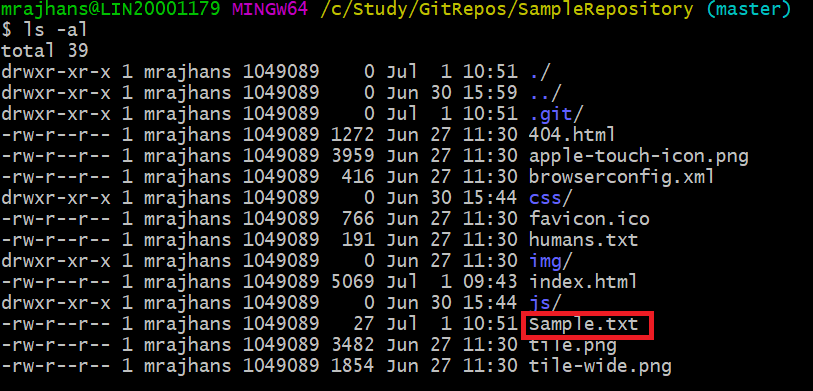 mrajhans@LIN20001179 MINGW64 /c/Study/GitRepos/SampleRepository (master)
$ ls -al
total 39
drwxr-xr-x 1 mrajhans 1049089    0 Jul  1 10:51 ./
drwxr-xr-x 1 mrajhans 1049089    0 Jun 30 15:59 ../
drwxr-xr-x 1 mrajhans 1049089    0 Jul  1 10:51 .git/
-rw-r--r-- 1 mrajhans 1049089 1272 Jun 27 11:30 404.html
-rw-r--r-- 1 mrajhans 1049089 3959 Jun 27 11:30 apple-touch-icon.png
-rw-r--r-- 1 mrajhans 1049089  416 Jun 27 11:30 browserconfig.xml
drwxr-xr-x 1 mrajhans 1049089    0 Jun 30 15:44 css/
-rw-r--r-- 1 mrajhans 1049089  766 Jun 27 11:30 favicon.ico
-rw-r--r-- 1 mrajhans 1049089  191 Jun 27 11:30 humans.txt
drwxr-xr-x 1 mrajhans 1049089    0 Jun 27 11:30 img/
-rw-r--r-- 1 mrajhans 1049089 5069 Jul  1 09:43 index.html
drwxr-xr-x 1 mrajhans 1049089    0 Jun 30 15:44 js/
-rw-r--r-- 1 mrajhans 1049089   27 Jul  1 10:51 Sample.txt
-rw-r--r-- 1 mrajhans 1049089 3482 Jun 27 11:30 tile.png
-rw-r--r-- 1 mrajhans 1049089 1854 Jun 27 11:30 tile-wide.png